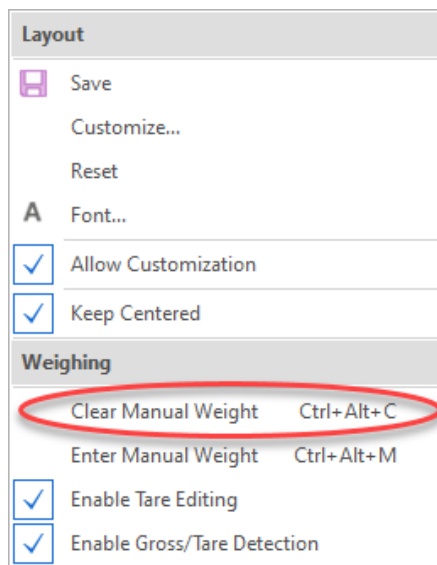 Layout
Save
Customize...
Reset
A Font...
Allow Customization
Keep Centered
Weighing
Clear Manual Weight Ctrl+Alt+C
Enter Manual Weight Ctrl+Alt+M
Enable Tare Editing
Enable Gross/Tare Detection